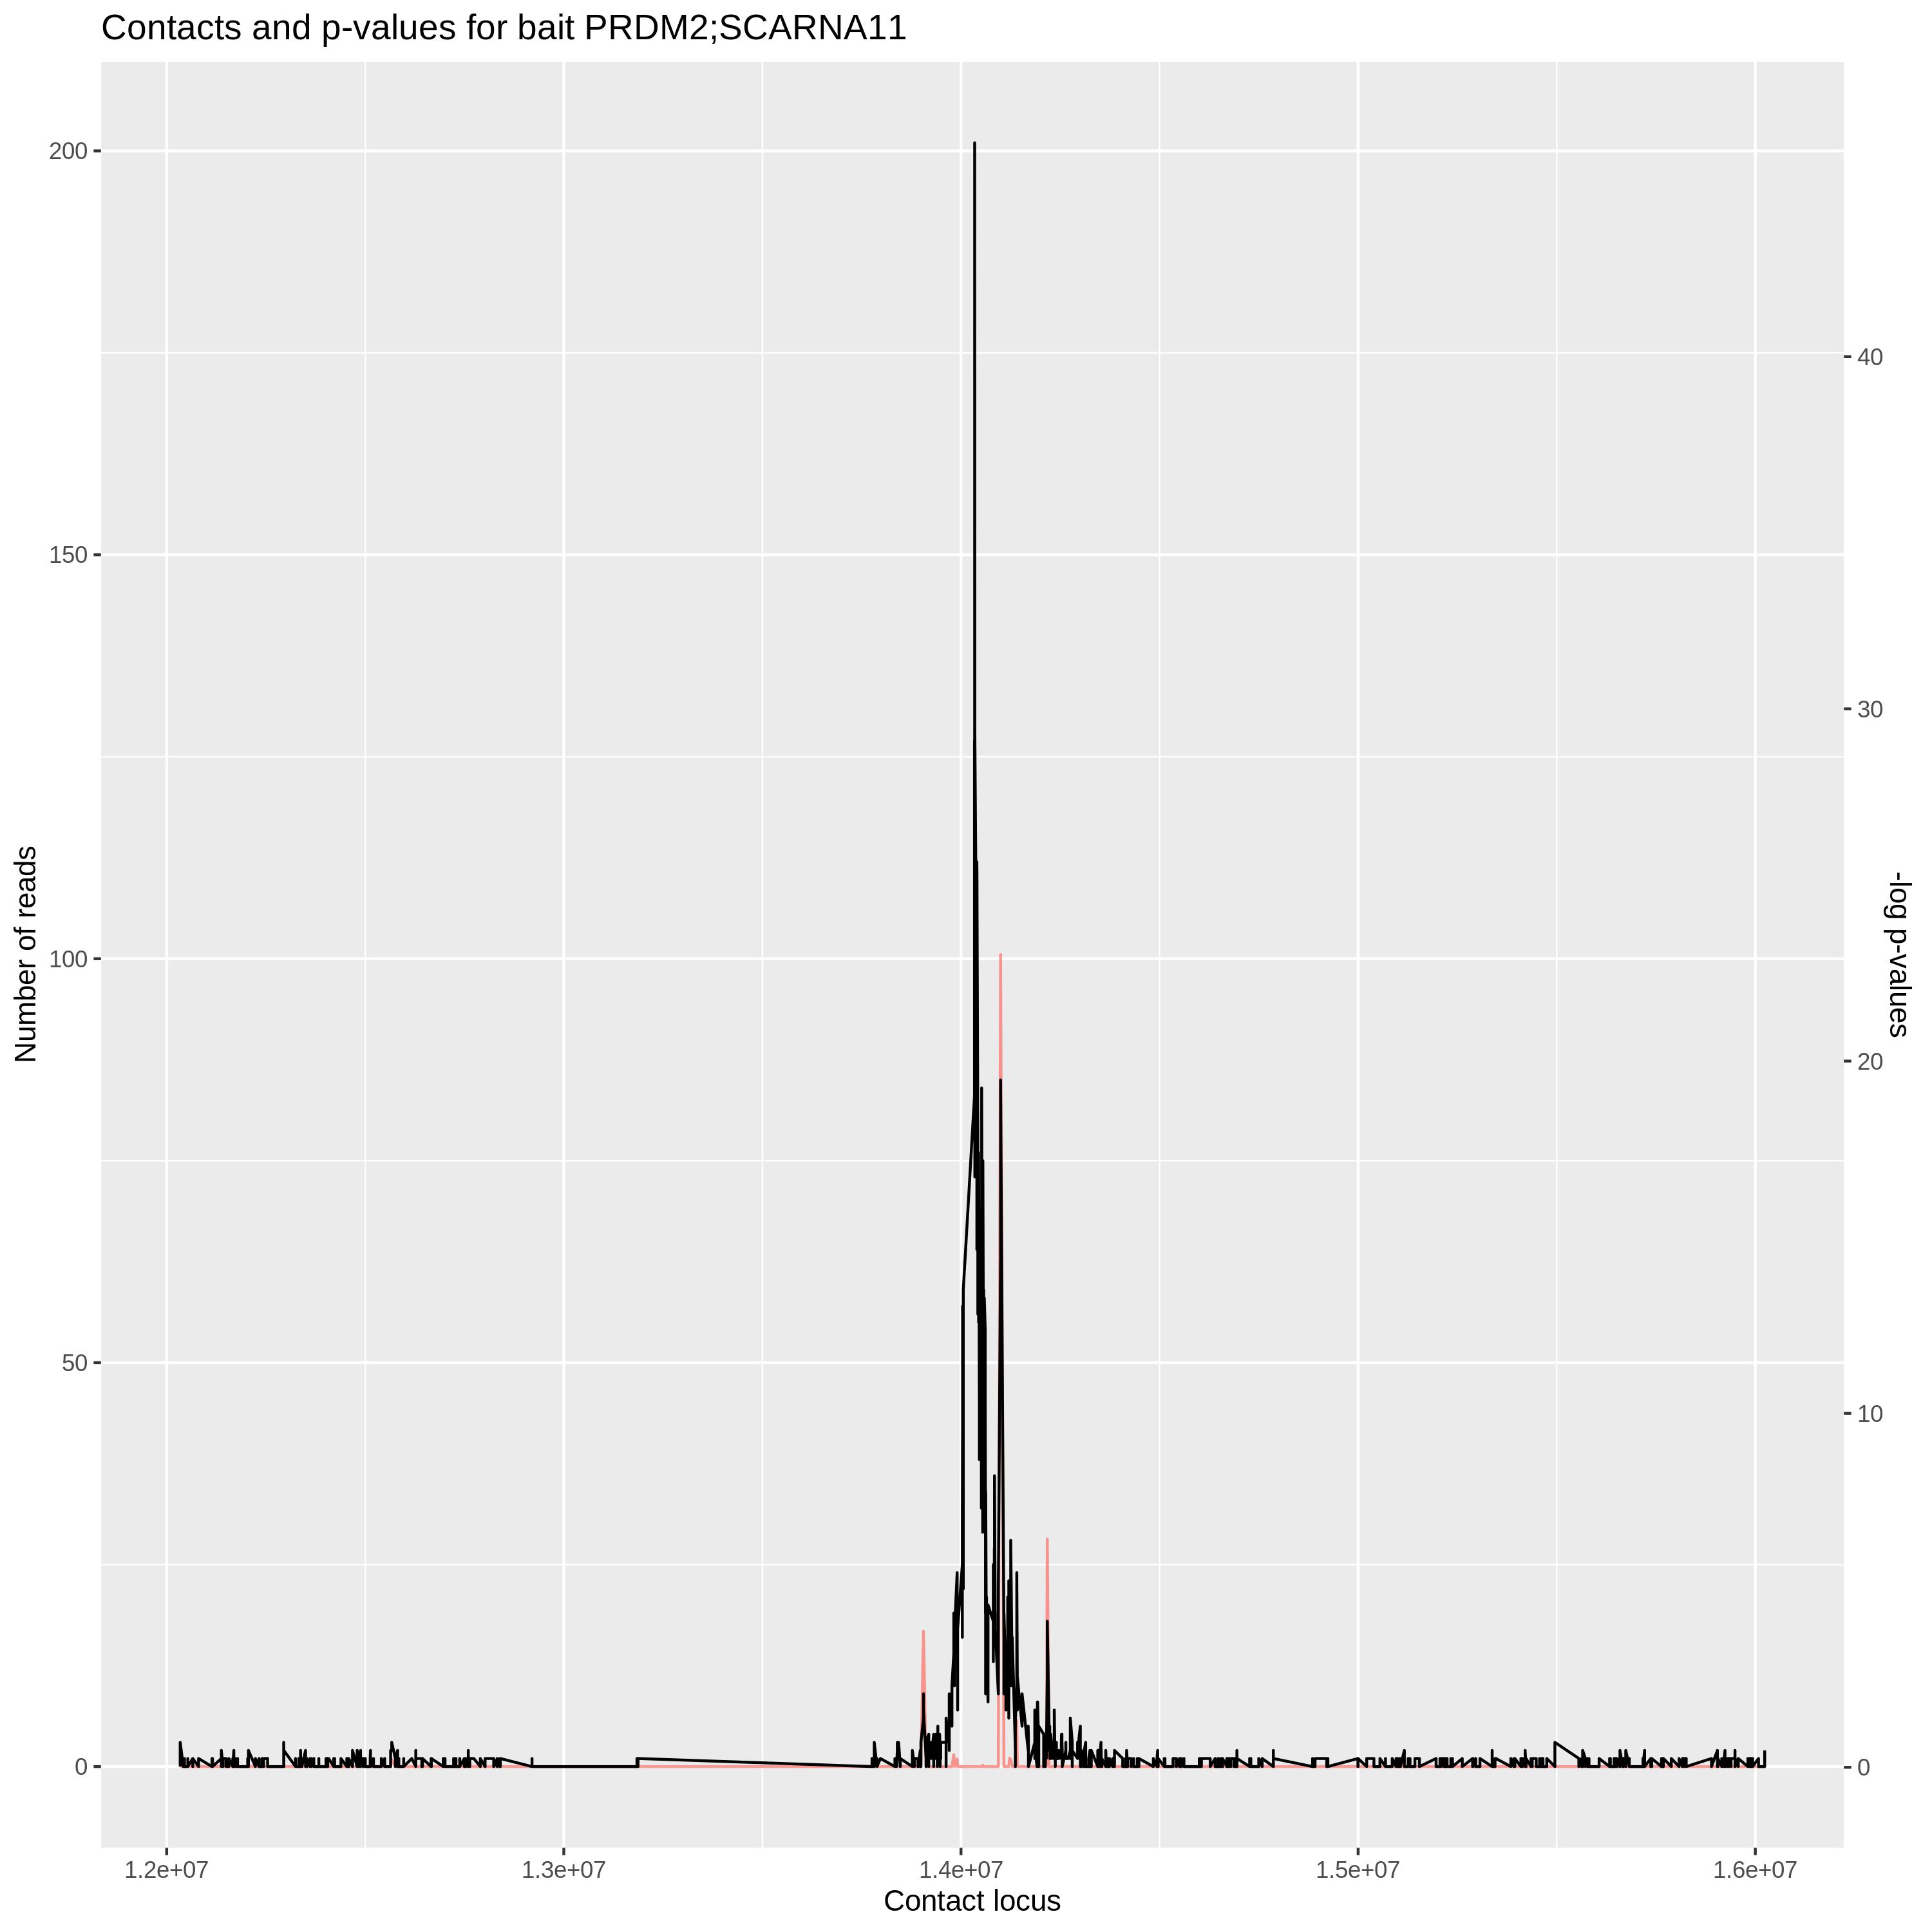 Contacts and p-values for bait PRDM2;SCARNA11
200
150
100
50
0
Number of reads
40
30
20
10
0
-log p-values
1.2e+07
1.3e+07
1.4e+07
1.5e+07
1.6e+07
Contact locus